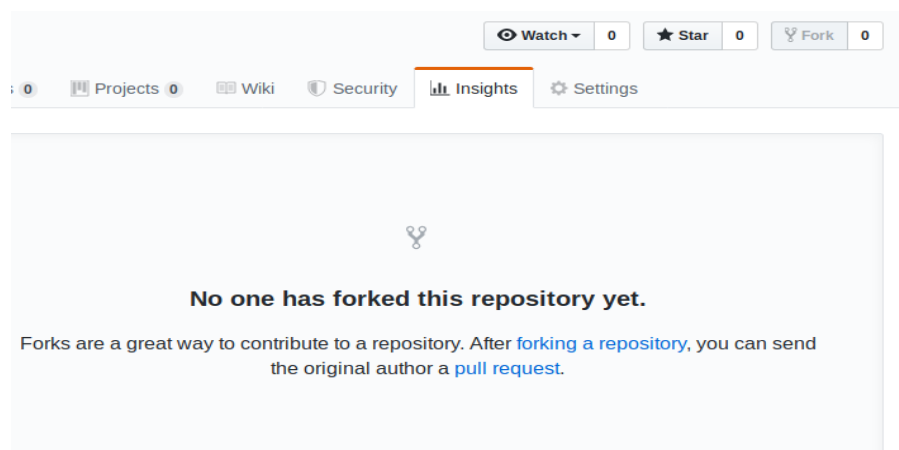 Watch 0 Star 0 Fork 0
0 Projects 0 Wiki Security Insights Settings
No one has forked this repository yet.
Forks are a great way to contribute to a repository. After forking a repository, you can send
the original author a pull request.